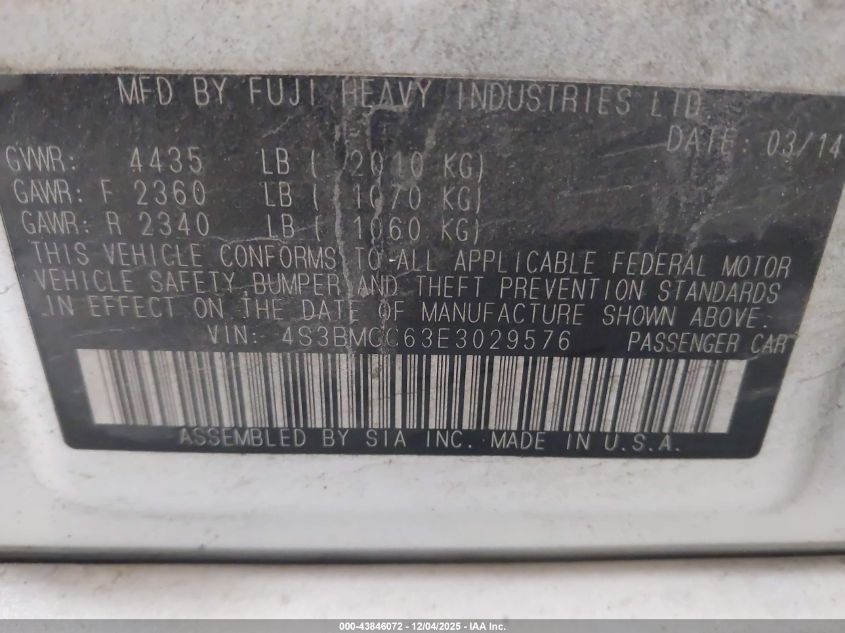 MFD BY FUJI HEAVY INDUSTRIES LTD.
DATE: 03/14
GVWR: 4435 LB ( 2010 KG)
GAWR: F 2360 LB ( 1070 KG)
GAWR: R 2340 LB ( 1060 KG)
THIS VEHICLE CONFORMS TO ALL APPLICABLE FEDERAL MOTOR
VEHICLE SAFETY BUMPER AND THEFT PREVENTION STANDARDS
IN EFFECT ON THE DATE OF MANUFACTURE SHOWN ABOVE.
VIN: 4S3BMCC63E3029576 PASSENGER CAR
ASSEMBLED BY SIA INC. MADE IN U.S.A.
000-43846072 - 12/04/2025 - IAA Inc.